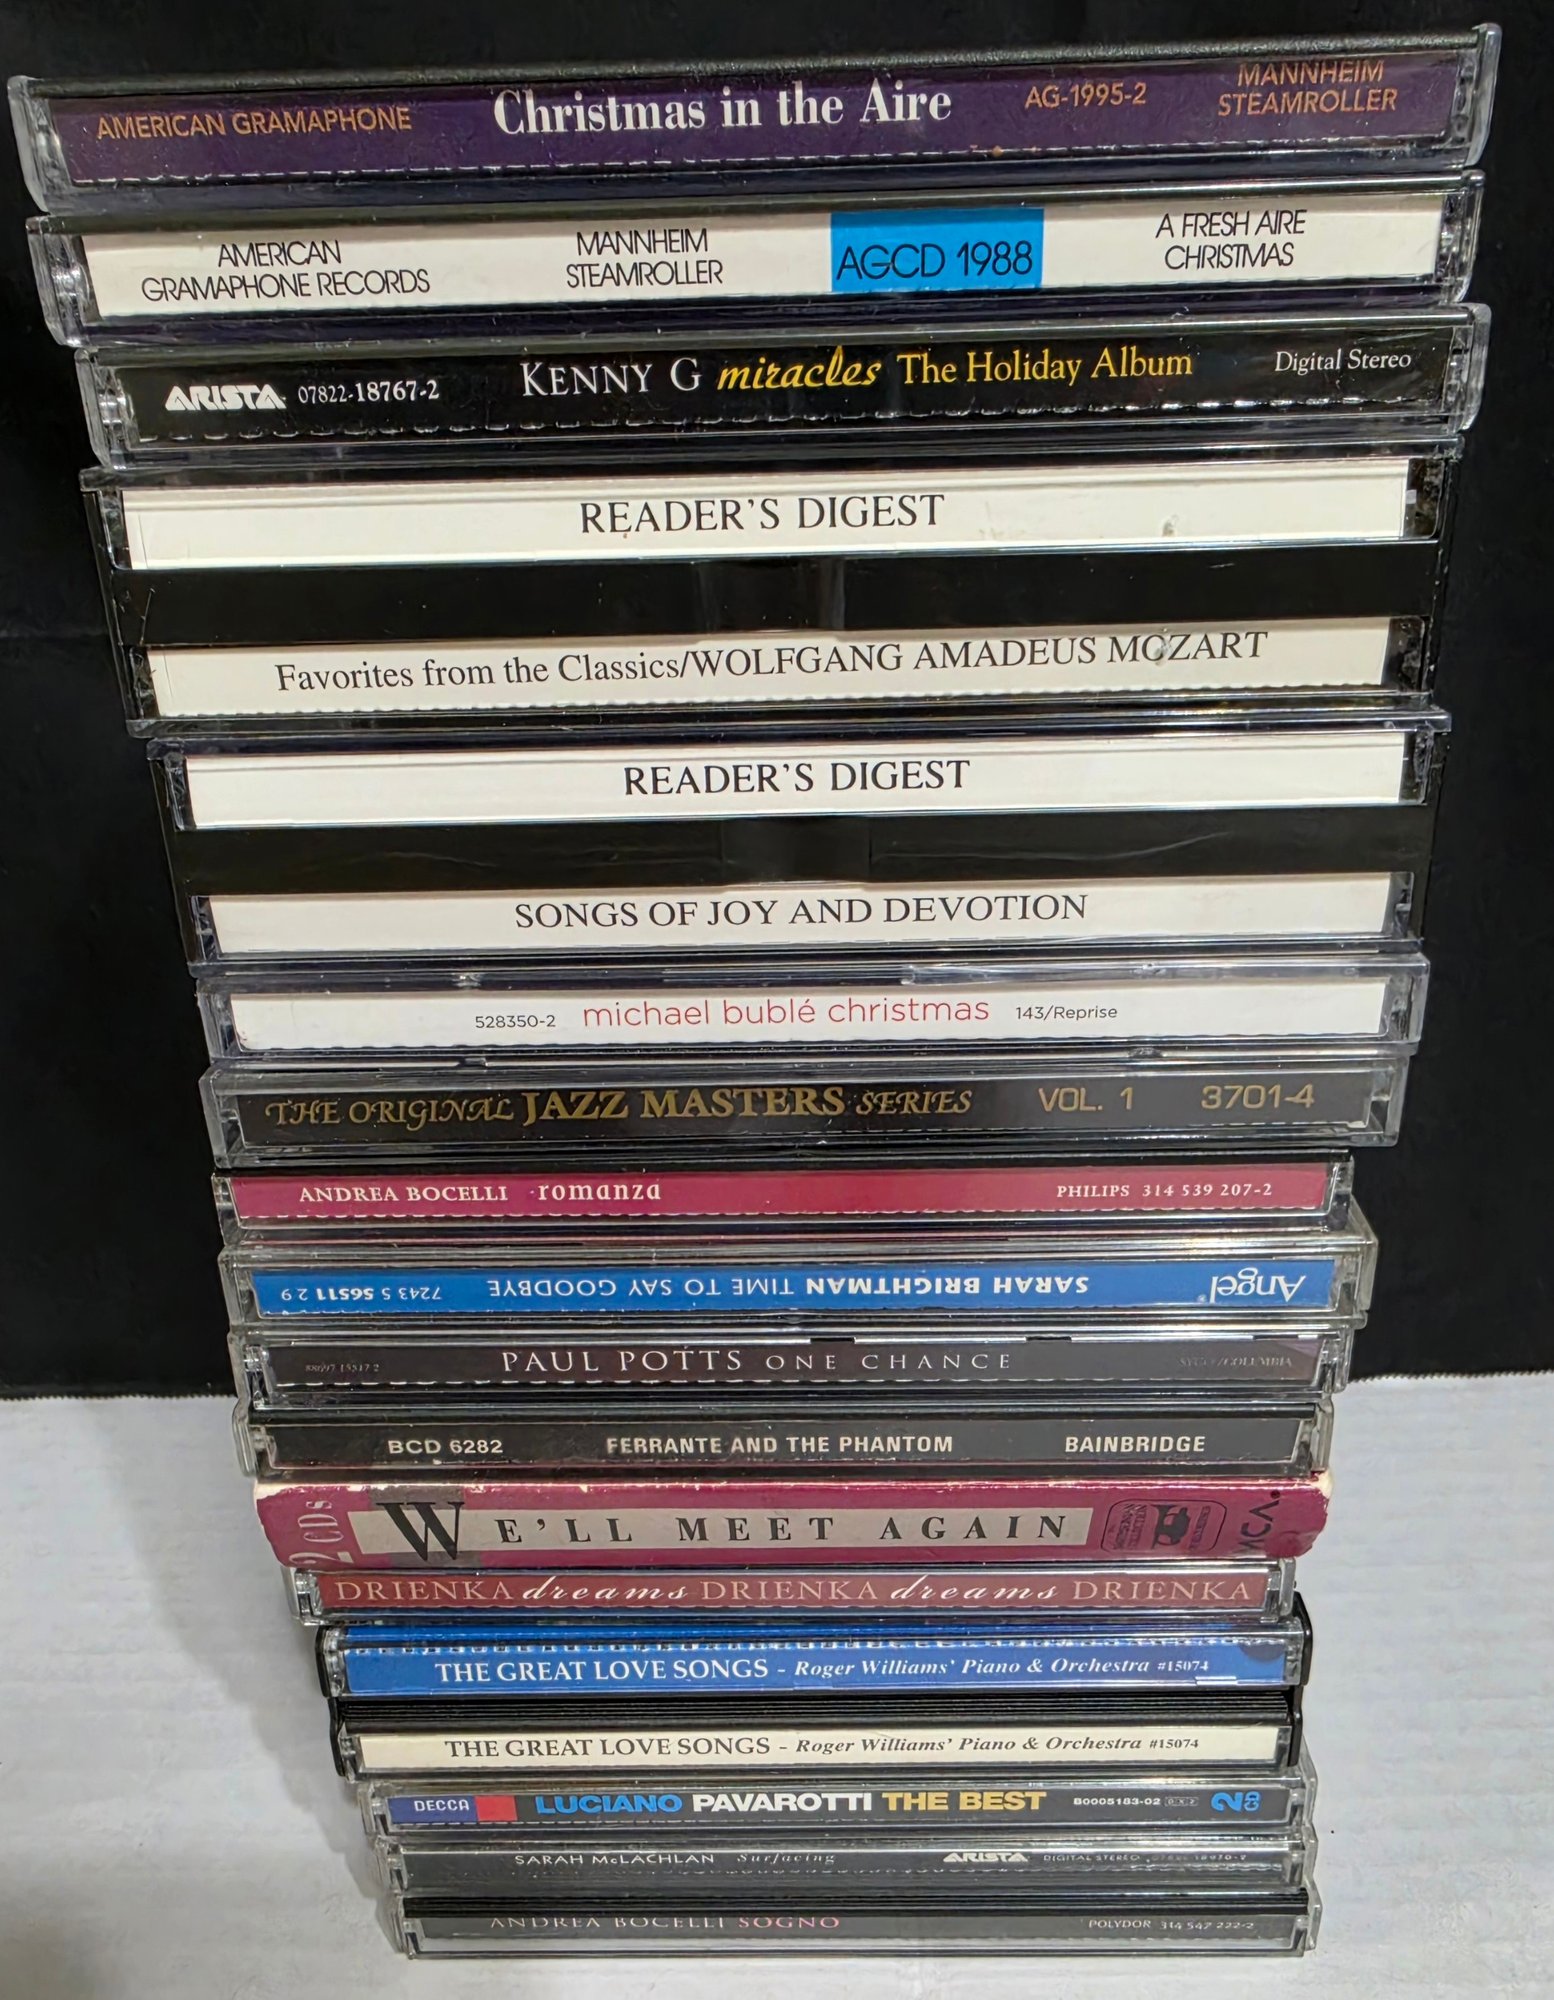 AMERICAN GRAMAPHONE Christmas in the Aire AG-1995-2 MANNHEIM STEAMROLLER
AMERICAN GRAMAPHONE RECORDS MANNHEIM STEAMROLLER AGCD 1988 A FRESH AIRE CHRISTMAS
ARISTA 07822-18767-2 KENNY G miracles The Holiday Album Digital Stereo
READER'S DIGEST
Favorites from the Classics/WOLFGANG AMADEUS MOZART
READER'S DIGEST
SONGS OF JOY AND DEVOTION
528350-2 michael bublé christmas 143/Reprise
THE ORIGINAL JAZZ MASTERS SERIES VOL. 1 3701-4
ANDREA BOCELLI romanza PHILIPS 314 539 207-2
Angel SARAH BRIGHTMAN TIME TO SAY GOODBYE 7243 5 56511 2 9
PAUL POTTS ONE CHANCE
BCD 6282 FERRANTE AND THE PHANTOM BAINBRIDGE
2 CDs WE'LL MEET AGAIN MCA
DRIENKA dreams DRIENKA dreams DRIENKA
THE GREAT LOVE SONGS - Roger Williams' Piano & Orchestra #15074
THE GREAT LOVE SONGS - Roger Williams' Piano & Orchestra #15074
DECCA LUCIANO PAVAROTTI THE BEST B0005183-02 2CD
SARAH McLACHLAN Surfacing ARISTA DIGITAL STEREO
ANDREA BOCELLI SOGNO POLYDOR 314 547 222-2